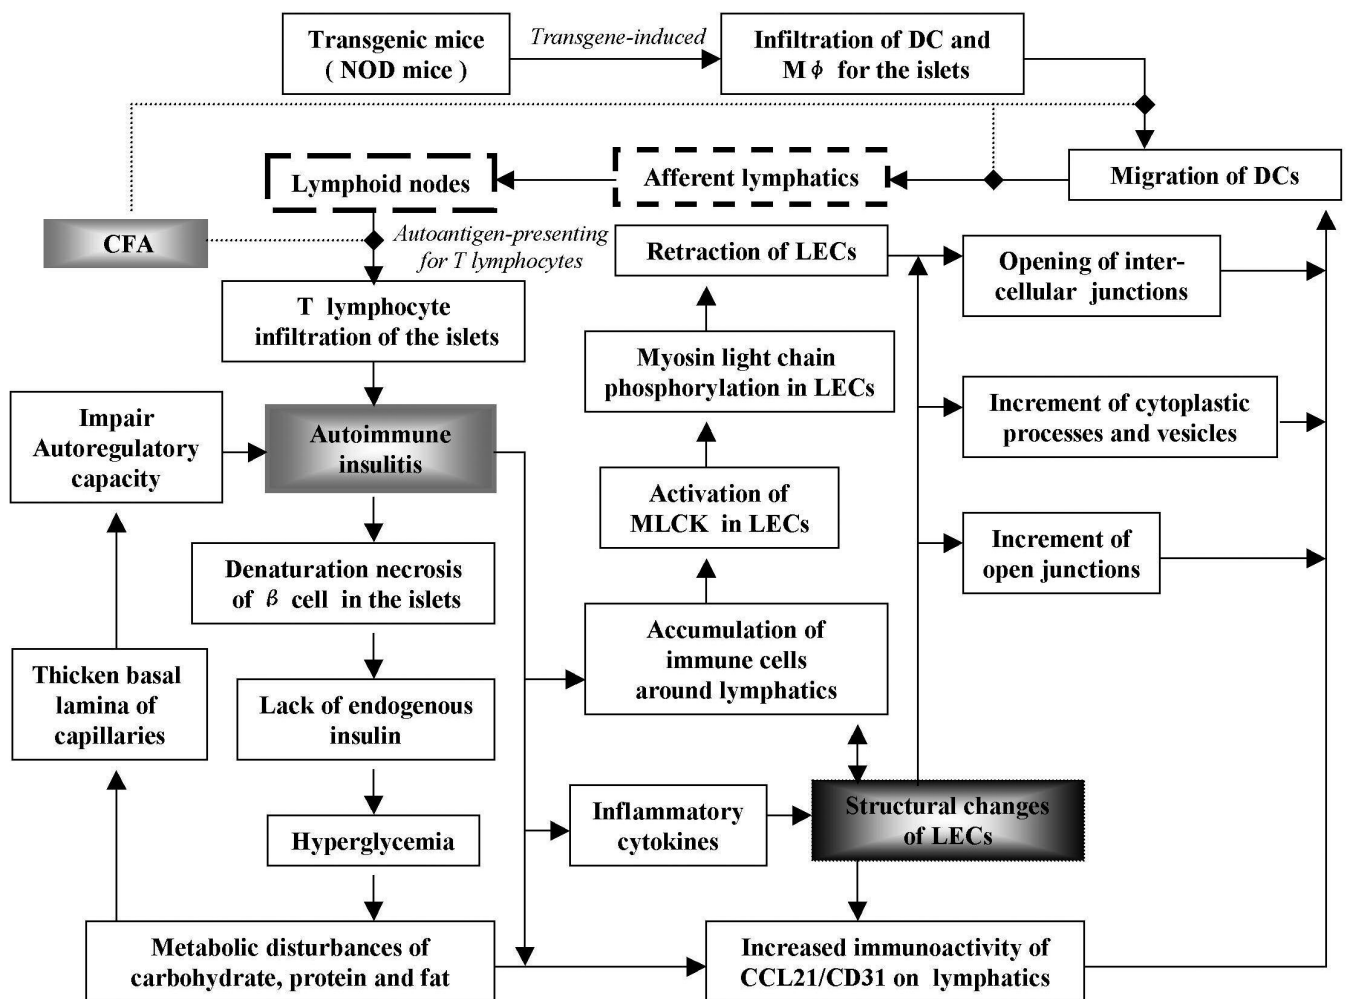 Transgenic mice
( NOD mice )
Transgene-induced
Infiltration of DC and
Mϕ for the islets
Lymphoid nodes
Afferent lymphatics
Migration of DCs
CFA
Autoantigen-presenting
for T lymphocytes
Retraction of LECs
Opening of inter-
cellular junctions
T lymphocyte
infiltration of the islets
Myosin light chain
phosphorylation in LECs
Impair
Autoregulatory
capacity
Autoimmune
insulitis
Increment of cytoplastic
processes and vesicles
Activation of
MLCK in LECs
Increment of
open junctions
Denaturation necrosis
of β cell in the islets
Accumulation of
immune cells
around lymphatics
Thicken basal
lamina of
capillaries
Lack of endogenous
insulin
Inflammatory
cytokines
Structural changes
of LECs
Hyperglycemia
Metabolic disturbances of
carbohydrate, protein and fat
Increased immunoactivity of
CCL21/CD31 on lymphatics